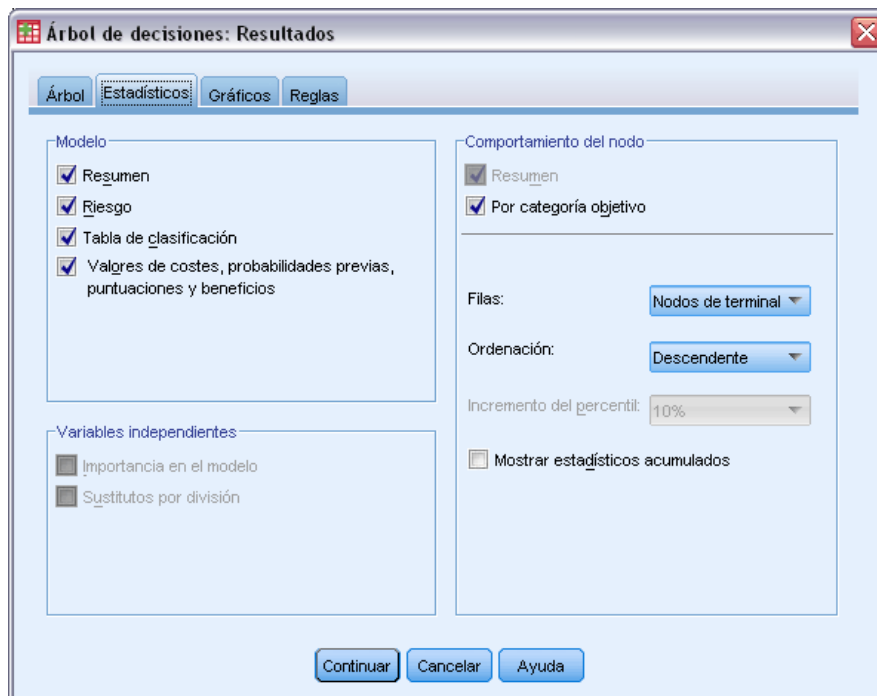 Árbol de decisiones: Resultados
Árbol
Estadísticos
Gráficos
Reglas
Modelo
Resumen
Riesgo
Tabla de clasificación
Valores de costes, probabilidades previas,
puntuaciones y beneficios
Variables independientes
Importancia en el modelo
Sustitutos por división
Comportamiento del nodo
Resumen
Por categoría objetivo
Filas:
Nodos de terminal
Ordenación:
Descendente
Incremento del percentil:
10%
Mostrar estadísticos acumulados
Continuar
Cancelar
Ayuda